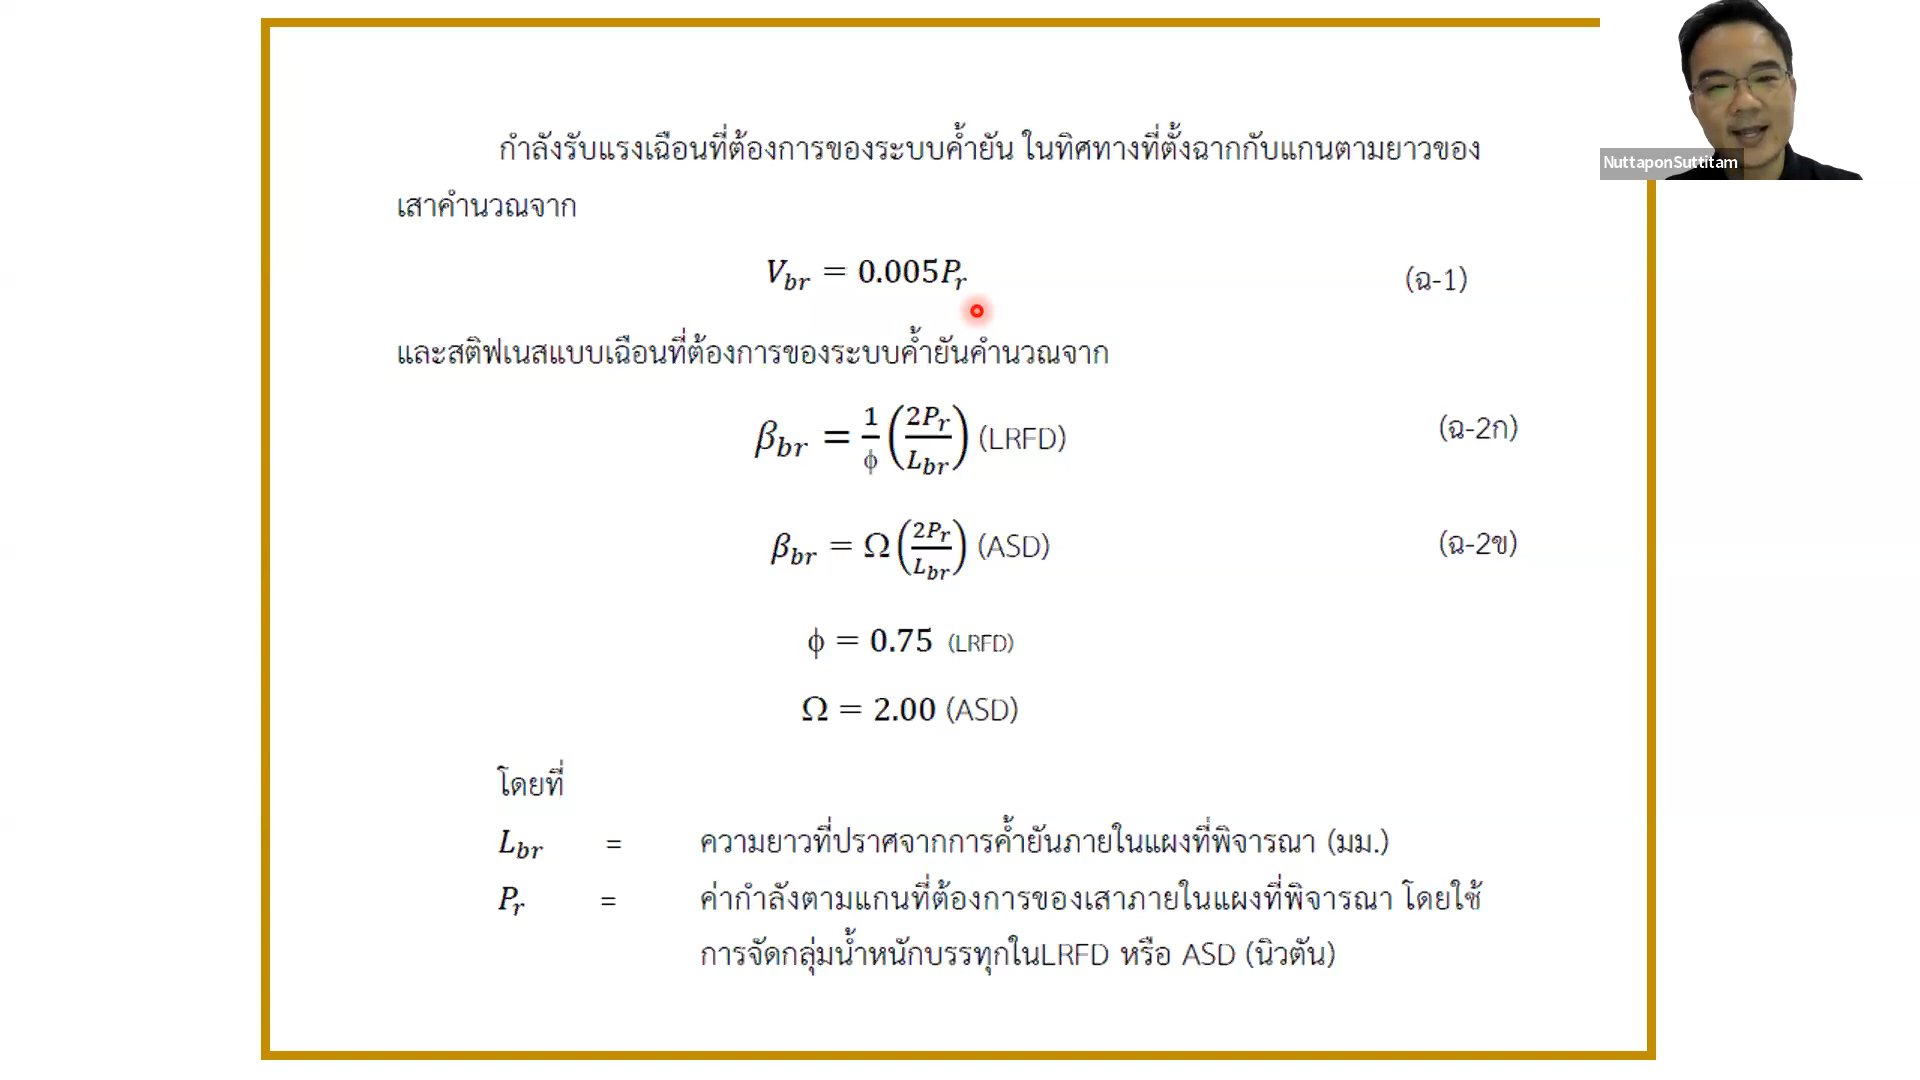 กำลังรับแรงเฉือนที่ต้องการของระบบค้ำยัน ในทิศทางที่ตั้งฉากกับแกนตามยาวของ
เสาคำนวณจาก
V_br = 0.005P_r (ฉ-1)
และสติฟเนสแบบเฉือนที่ต้องการของระบบค้ำยันคำนวณจาก
β_br = 1/ϕ (2P_r/L_br) (LRFD) (ฉ-2ก)
β_br = Ω (2P_r/L_br) (ASD) (ฉ-2ข)
ϕ = 0.75 (LRFD)
Ω = 2.00 (ASD)
โดยที่
L_br = ความยาวที่ปราศจากการค้ำยันภายในแผงที่พิจารณา (มม.)
P_r = ค่ากำลังตามแกนที่ต้องการของเสาภายในแผงที่พิจารณา โดยใช้
การจัดกลุ่มน้ำหนักบรรทุกในLRFD หรือ ASD (นิวตัน)
NuttaponSuttitam